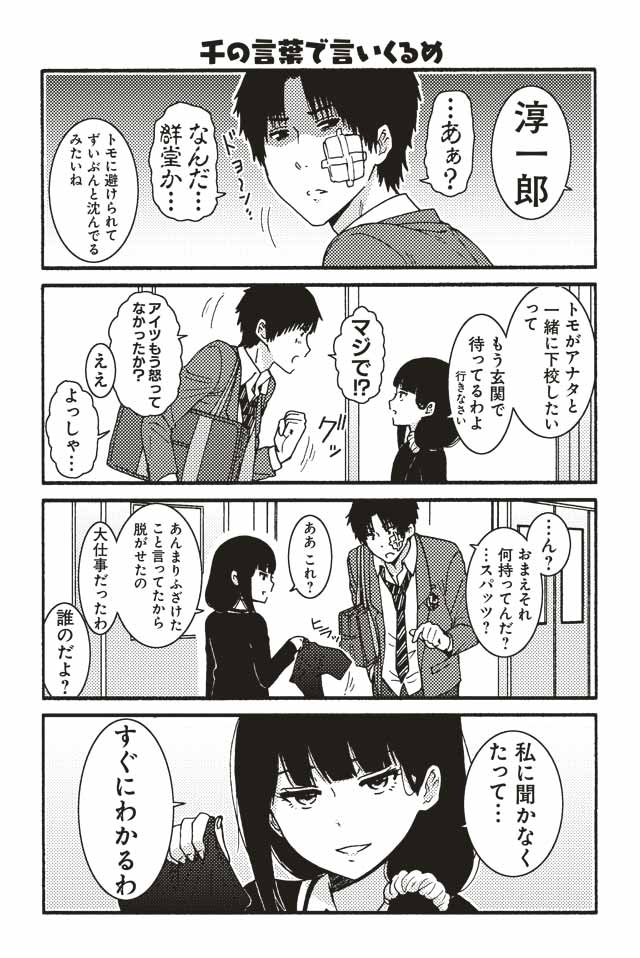 千の言葉で言いくるめ
淳一郎
…あぁ?
なんだ…
群堂か…
ドヨ〜ン
トモに避けられて
ずいぶんと沈んでる
みたいね
トモがアナタと
一緒に下校したい
って
もう玄関で
待ってるわよ
行きなさい
マジで!?
グッ
アイツもう怒って
なかったか?
ええ
よっしゃ…
…ん?
おまえそれ
何持ってんだ?
…スパッツ?
ああ これ?
あんまりふざけた
こと言ってたから
脱がせたの
大仕事だったわ
誰のだよ?
私に聞かなく
たって…
すぐにわかるわ